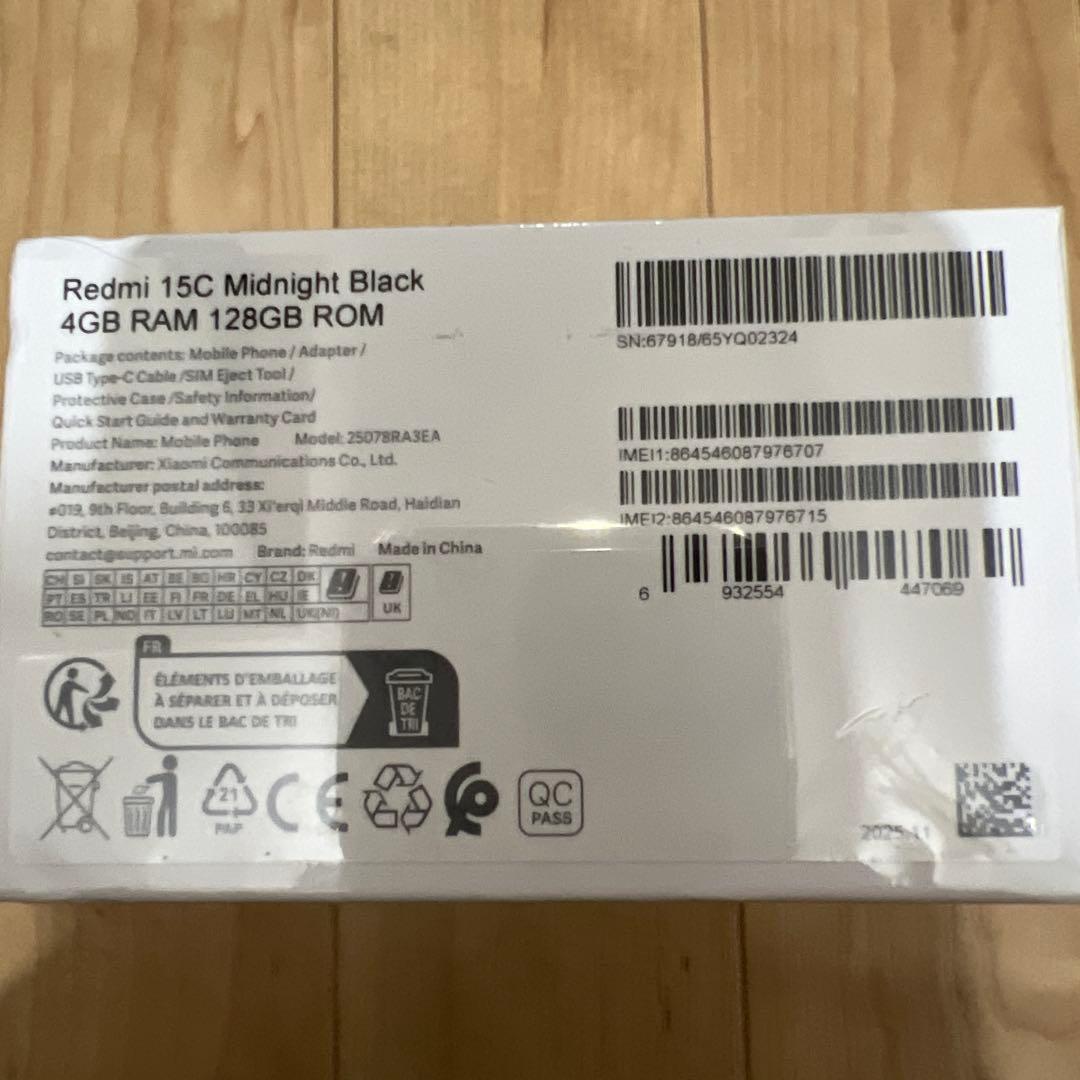 Redmi 15C Midnight Black
4GB RAM 128GB ROM
Package contents: Mobile Phone / Adapter /
USB Type-C Cable /SIM Eject Tool /
Protective Case /Safety Information/
Quick Start Guide and Warranty Card
Product Name: Mobile Phone Model: 25078RA3EA
Manufacturer: Xiaomi Communications Co., Ltd.
Manufacturer postal address:
#019, 9th Floor, Building 6, 33 Xi'erqi Middle Road, Haidian
District, Beijing, China, 100085
contact@support.mi.com Brand: Redmi Made in China
CH SI SK IS AT BE BG HR CY CZ DK
PT ES TR LI EE FI FR DE EL HU IE
RO SE PL NO IT LV LT LU MT NL UK(NI)
UK
SN:67918/65YQ02324
IMEI1:864546087976707
IMEI2:864546087976715
6 932554 447069
FR
ÉLÉMENTS D'EMBALLAGE
À SÉPARER ET À DÉPOSER
DANS LE BAC DE TRI
BAC
DE
TRI
21
PAP
CE
QC
PASS
2025.11